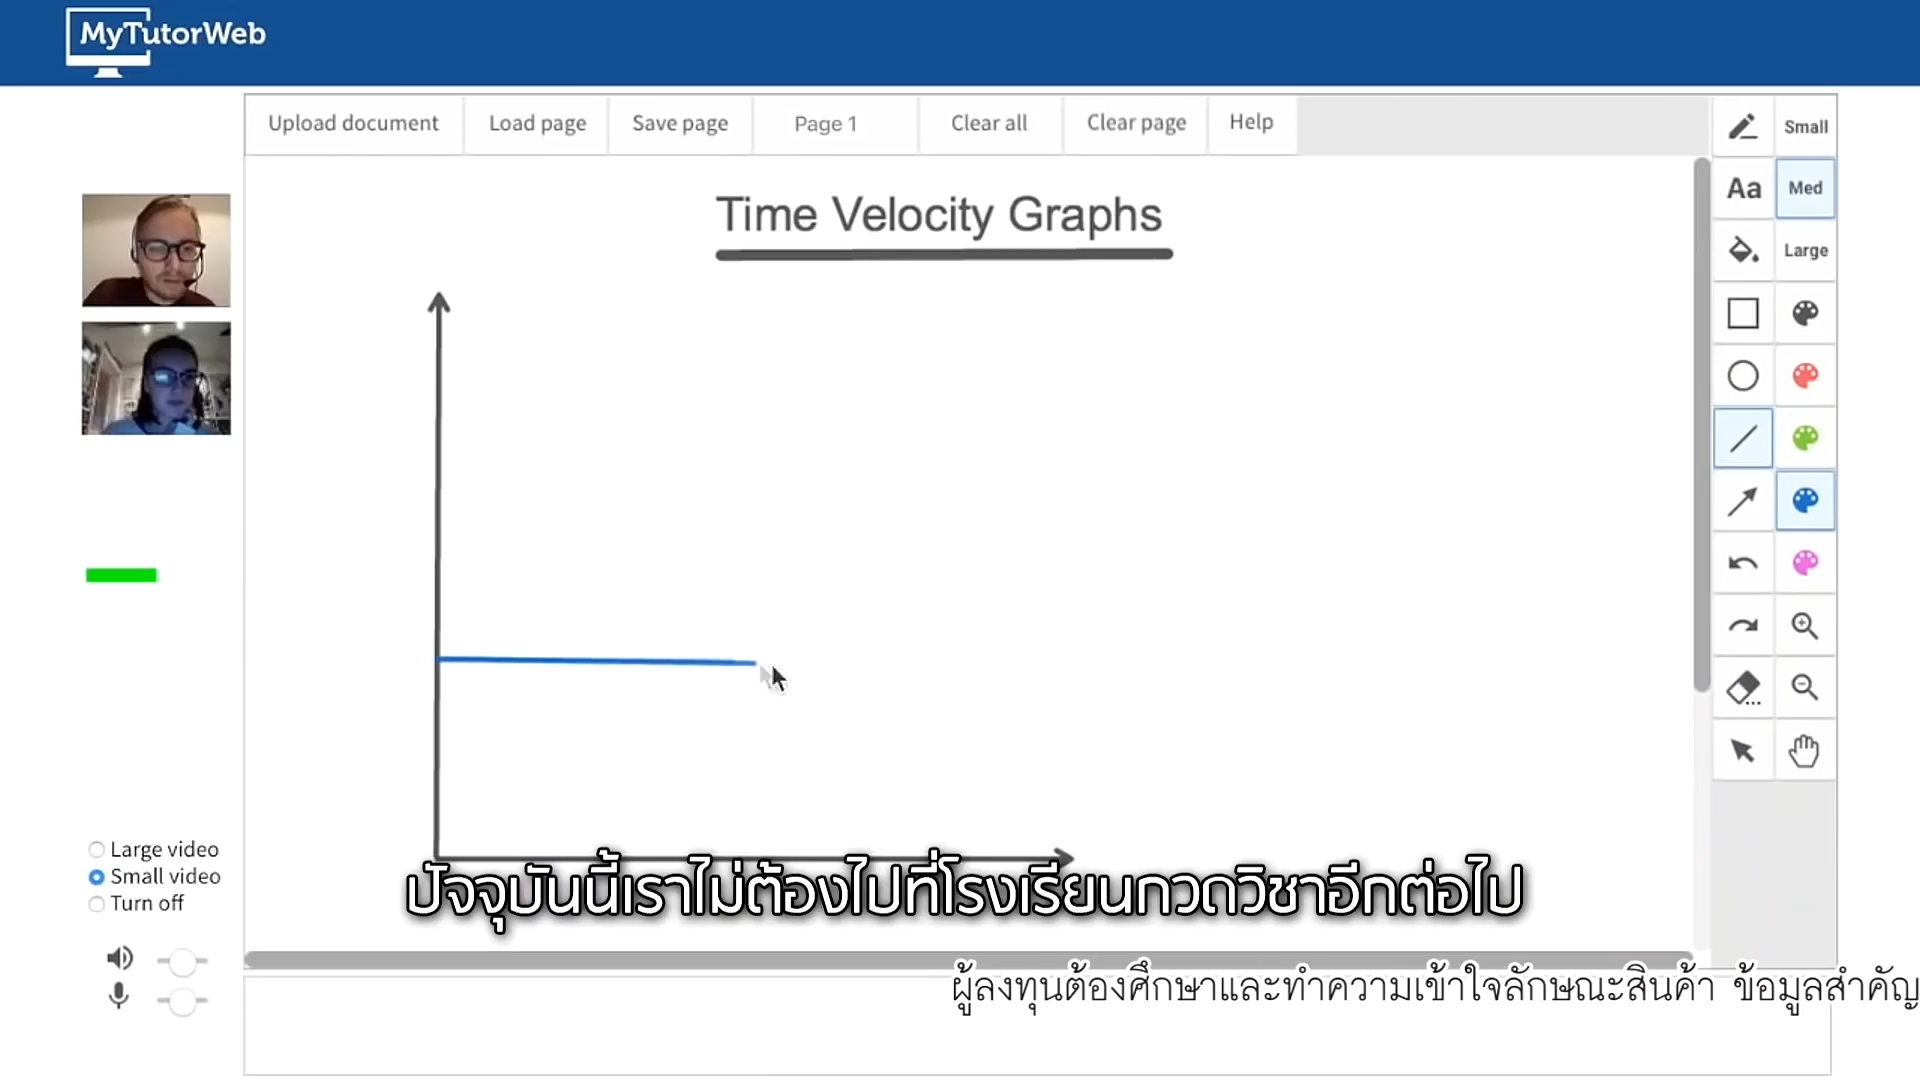 MyTutorWeb
Upload document
Load page
Save page
Page 1
Clear all
Clear page
Help
Small
Aa
Med
Large
Time Velocity Graphs
Large video
Small video
Turn off
ปัจจุบันนี้เราไม่ต้องไปที่โรงเรียนกวดวิชาอีกต่อไป
ผู้ลงทุนต้องศึกษาและทำความเข้าใจลักษณะสินค้า ข้อมูลสำคัญ